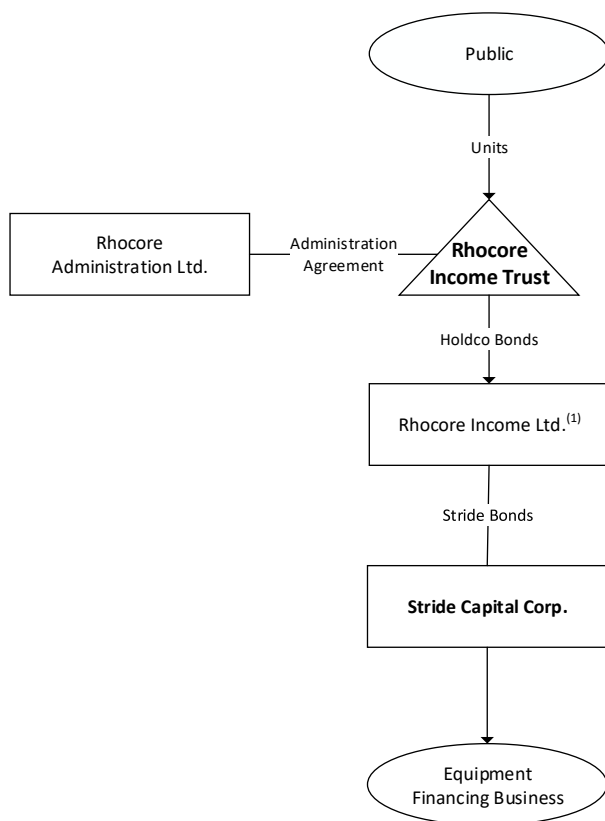 Public
Units
Rhocore
Administration Ltd.
Administration
Agreement
Rhocore
Income Trust
Holdco Bonds
Rhocore Income Ltd.(1)
Stride Bonds
Stride Capital Corp.
Equipment
Financing Business